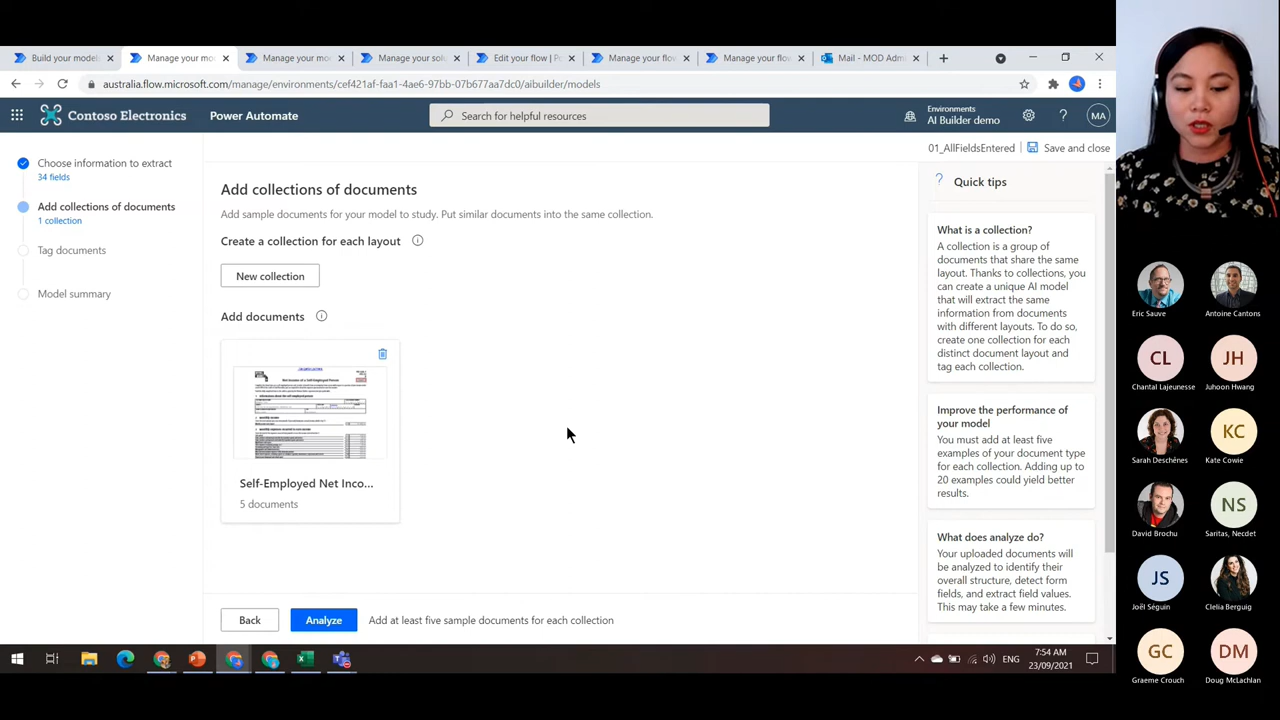 Build your model
Manage your mo
Manage your mo
Manage your solu
Edit your flow | P
Manage your flow
Manage your flow
Mail - MOD Adm
australia.flow.microsoft.com/manage/environments/cef421af-faa1-4ae6-97bb-07b677aa7dc0/aibuilder/models
Contoso Electronics
Power Automate
Search for helpful resources
Environments
AI Builder demo
MA
01_AllFieldsEntered
Save and close
Choose information to extract
34 fields
Add collections of documents
1 collection
Tag documents
Model summary
Add collections of documents
Add sample documents for your model to study. Put similar documents into the same collection.
Create a collection for each layout
New collection
Add documents
Net Income of a Self-Employed Person
Self-Employed Net Inco...
5 documents
Back
Analyze
Add at least five sample documents for each collection
Quick tips
What is a collection?
A collection is a group of
documents that share the same
layout. Thanks to collections, you
can create a unique AI model
that will extract the same
information from documents
with different layouts. To do so,
create one collection for each
distinct document layout and
tag each collection.
Improve the performance of
your model
You must add at least five
examples of your document type
for each collection. Adding up to
20 examples could yield better
results.
What does analyze do?
Your uploaded documents will
be analyzed to identify their
overall structure, detect form
fields, and extract field values.
This may take a few minutes.
ENG
7:54 AM
23/09/2021
Eric Sauve
Antoine Cantons
CL
Chantal Lajeunesse
JH
Juhoon Hwang
Sarah Deschênes
KC
Kate Cowie
David Brochu
NS
Saritas, Necdet
JS
Joël Séguin
Clelia Berguig
GC
Graeme Crouch
DM
Doug McLachlan